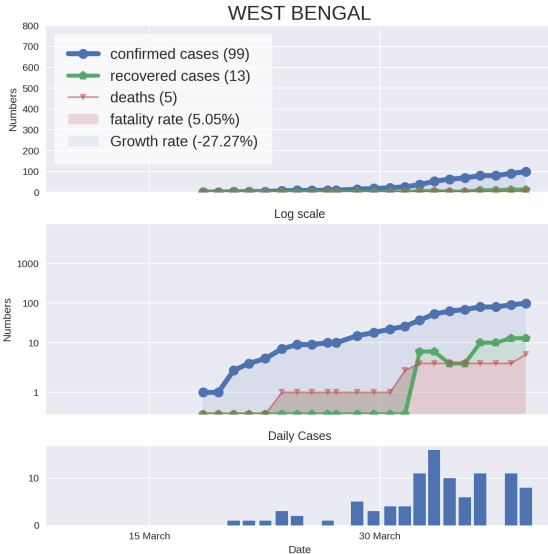 WEST BENGAL
800
700
600
500
400
300
200
100
0
Numbers
confirmed cases (99)
recovered cases (13)
deaths (5)
fatality rate (5.05%)
Growth rate (-27.27%)
Log scale
1000
100
10
1
Numbers
Daily Cases
10
0
15 March
30 March
Date